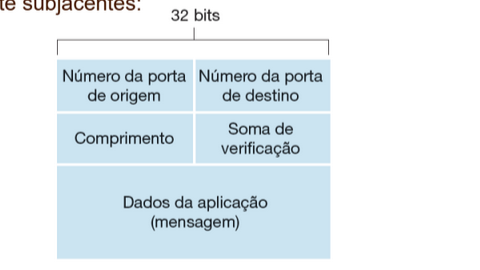 te subjacentes:
32 bits
Número da porta
de origem
Número da porta
de destino
Comprimento
Soma de
verificação
Dados da aplicação
(mensagem)